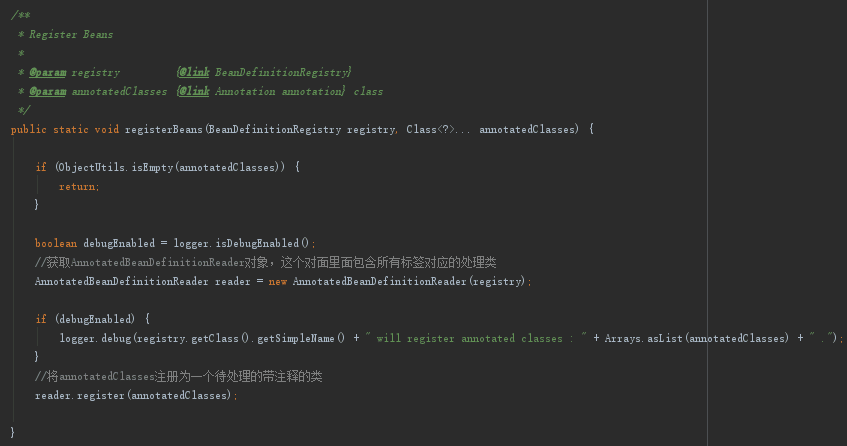 /**
 * Register Beans
 *
 * @param registry         {@link BeanDefinitionRegistry}
 * @param annotatedClasses {@link Annotation annotation} class
 */
public static void registerBeans(BeanDefinitionRegistry registry, Class<?>... annotatedClasses) {
    if (ObjectUtils.isEmpty(annotatedClasses)) {
        return;
    }
    boolean debugEnabled = logger.isDebugEnabled();
    //获取AnnotatedBeanDefinitionReader对象，这个对面里面包含所有标签对应的处理类
    AnnotatedBeanDefinitionReader reader = new AnnotatedBeanDefinitionReader(registry);
    if (debugEnabled) {
        logger.debug(registry.getClass().getSimpleName() + " will register annotated classes : " + Arrays.asList(annotatedClasses) + " .");
    }
    //将annotatedClasses注册为一个待处理的带注释的类
    reader.register(annotatedClasses);
}